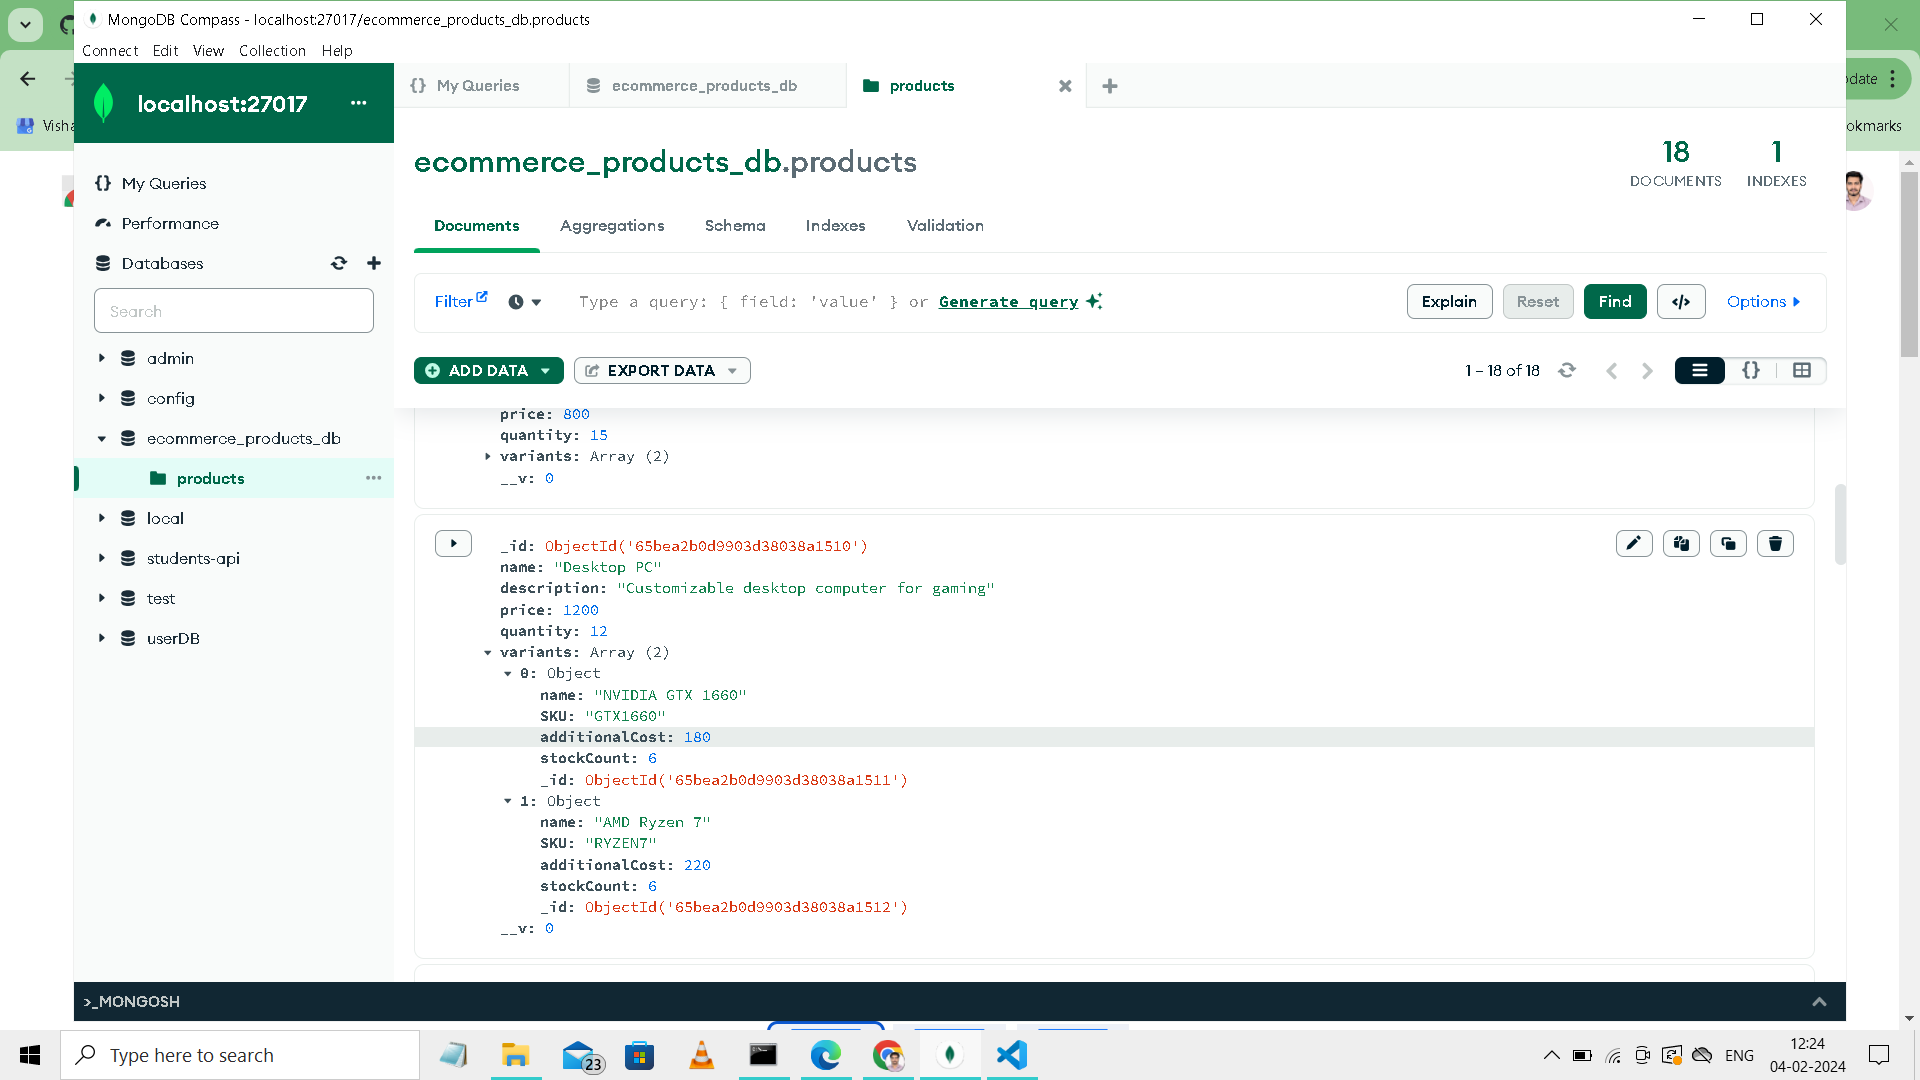 MongoDB Compass - localhost:27017/ecommerce_products_db.products
Connect Edit View Collection Help
localhost:27017 ...
{} My Queries
ecommerce_products_db
products
date
Visha
okmarks
My Queries
Performance
Databases
Search
admin
config
ecommerce_products_db
products
local
students-api
test
userDB
ecommerce_products_db.products
18
DOCUMENTS
1
INDEXES
Documents Aggregations Schema Indexes Validation
Filter Type a query: { field: 'value' } or Generate query Explain Reset Find </> Options
ADD DATA EXPORT DATA 1 – 18 of 18 {}
price: 800
quantity: 15
variants: Array (2)
__v: 0
_id: ObjectId('65bea2b0d9903d38038a1510')
name: "Desktop PC"
description: "Customizable desktop computer for gaming"
price: 1200
quantity: 12
variants: Array (2)
0: Object
name: "NVIDIA GTX 1660"
SKU: "GTX1660"
additionalCost: 180
stockCount: 6
_id: ObjectId('65bea2b0d9903d38038a1511')
1: Object
name: "AMD Ryzen 7"
SKU: "RYZEN7"
additionalCost: 220
stockCount: 6
_id: ObjectId('65bea2b0d9903d38038a1512')
__v: 0
>_MONGOSH
Type here to search
23
ENG
12:24
04-02-2024